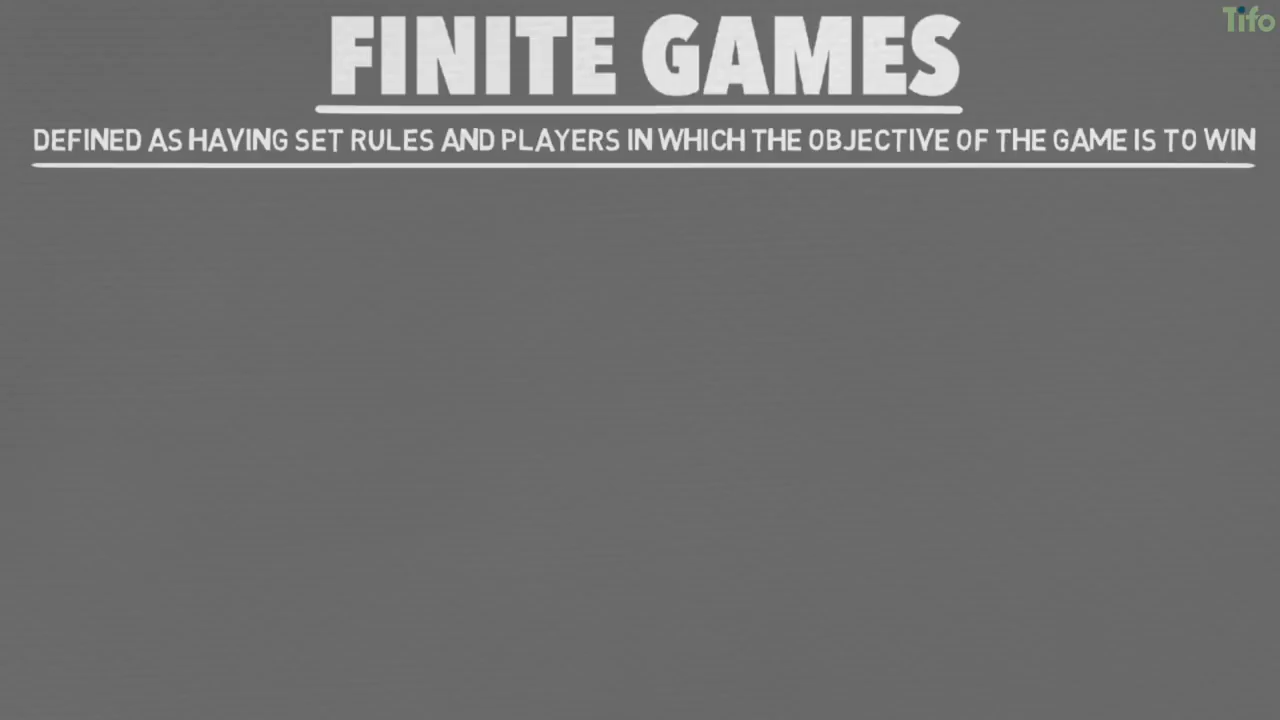 Tifo
FINITE GAMES
DEFINED AS HAVING SET RULES AND PLAYERS IN WHICH THE OBJECTIVE OF THE GAME IS TO WIN